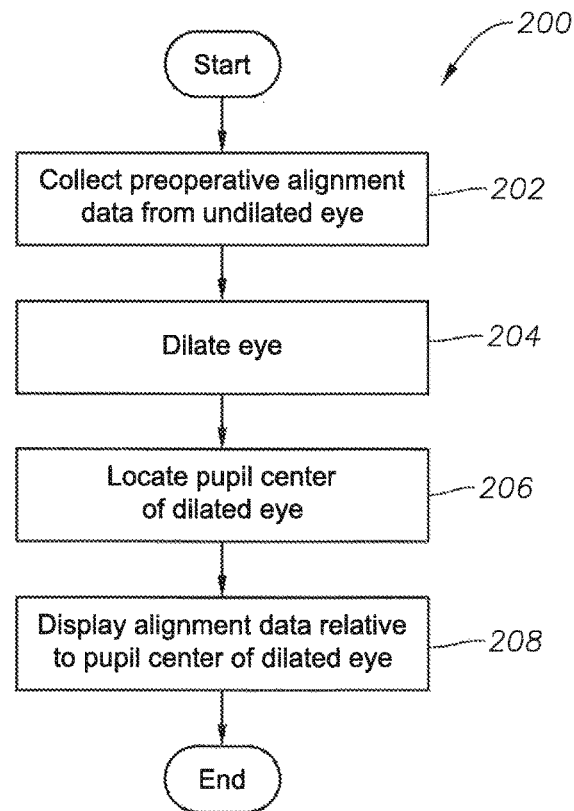 200
Start
Collect preoperative alignment
data from undilated eye
202
Dilate eye
204
Locate pupil center
of dilated eye
206
Display alignment data relative
to pupil center of dilated eye
208
End